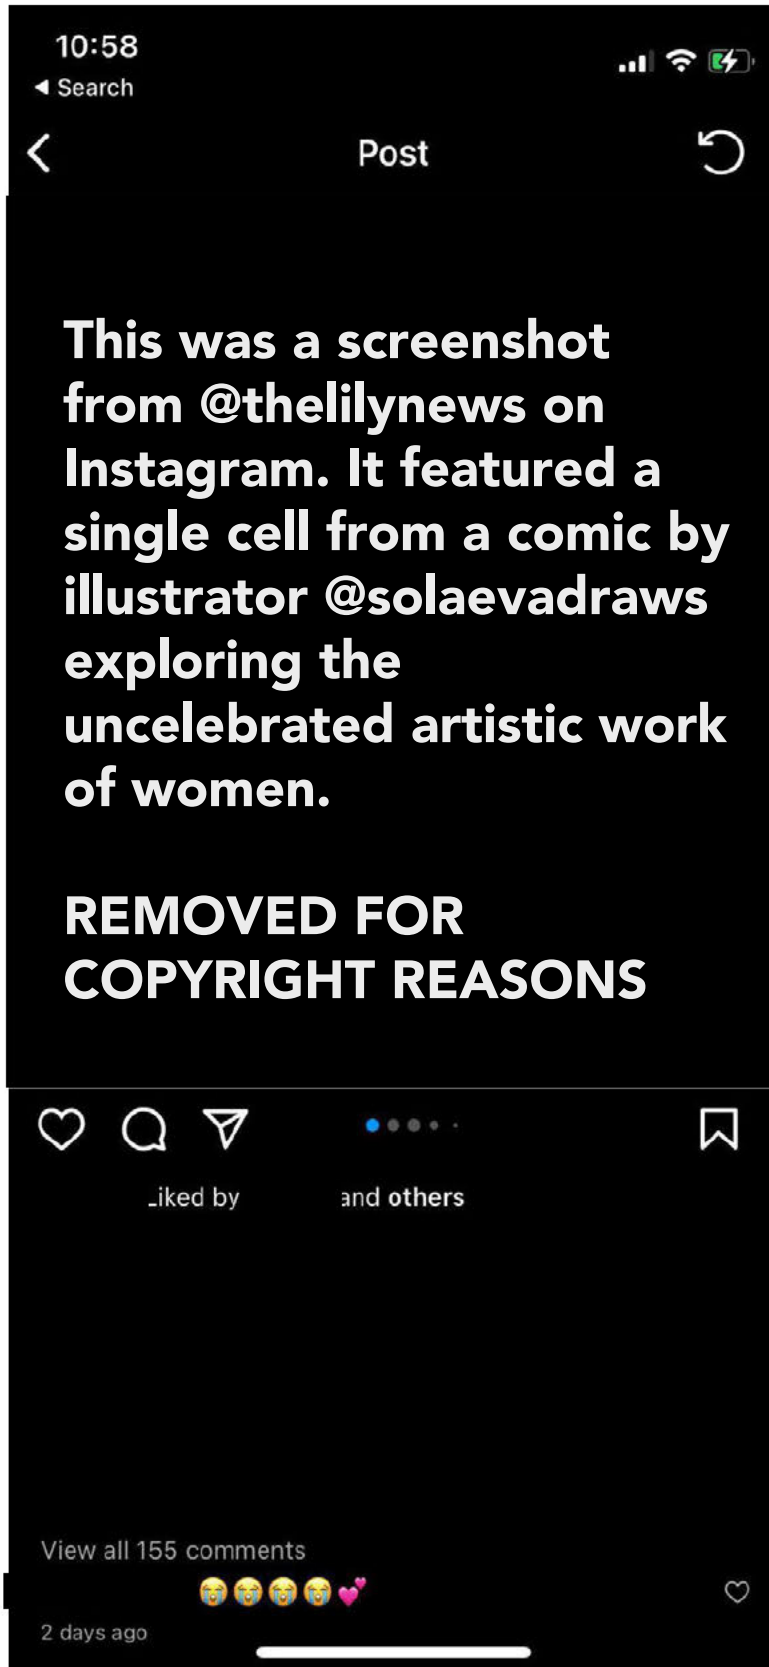 10:58
◀ Search
Post
This was a screenshot
from @thelilynews on
Instagram. It featured a
single cell from a comic by
illustrator @solaevadraws
exploring the
uncelebrated artistic work
of women.
REMOVED FOR
COPYRIGHT REASONS
iked by and others
View all 155 comments
😭😭😭😭💕
2 days ago